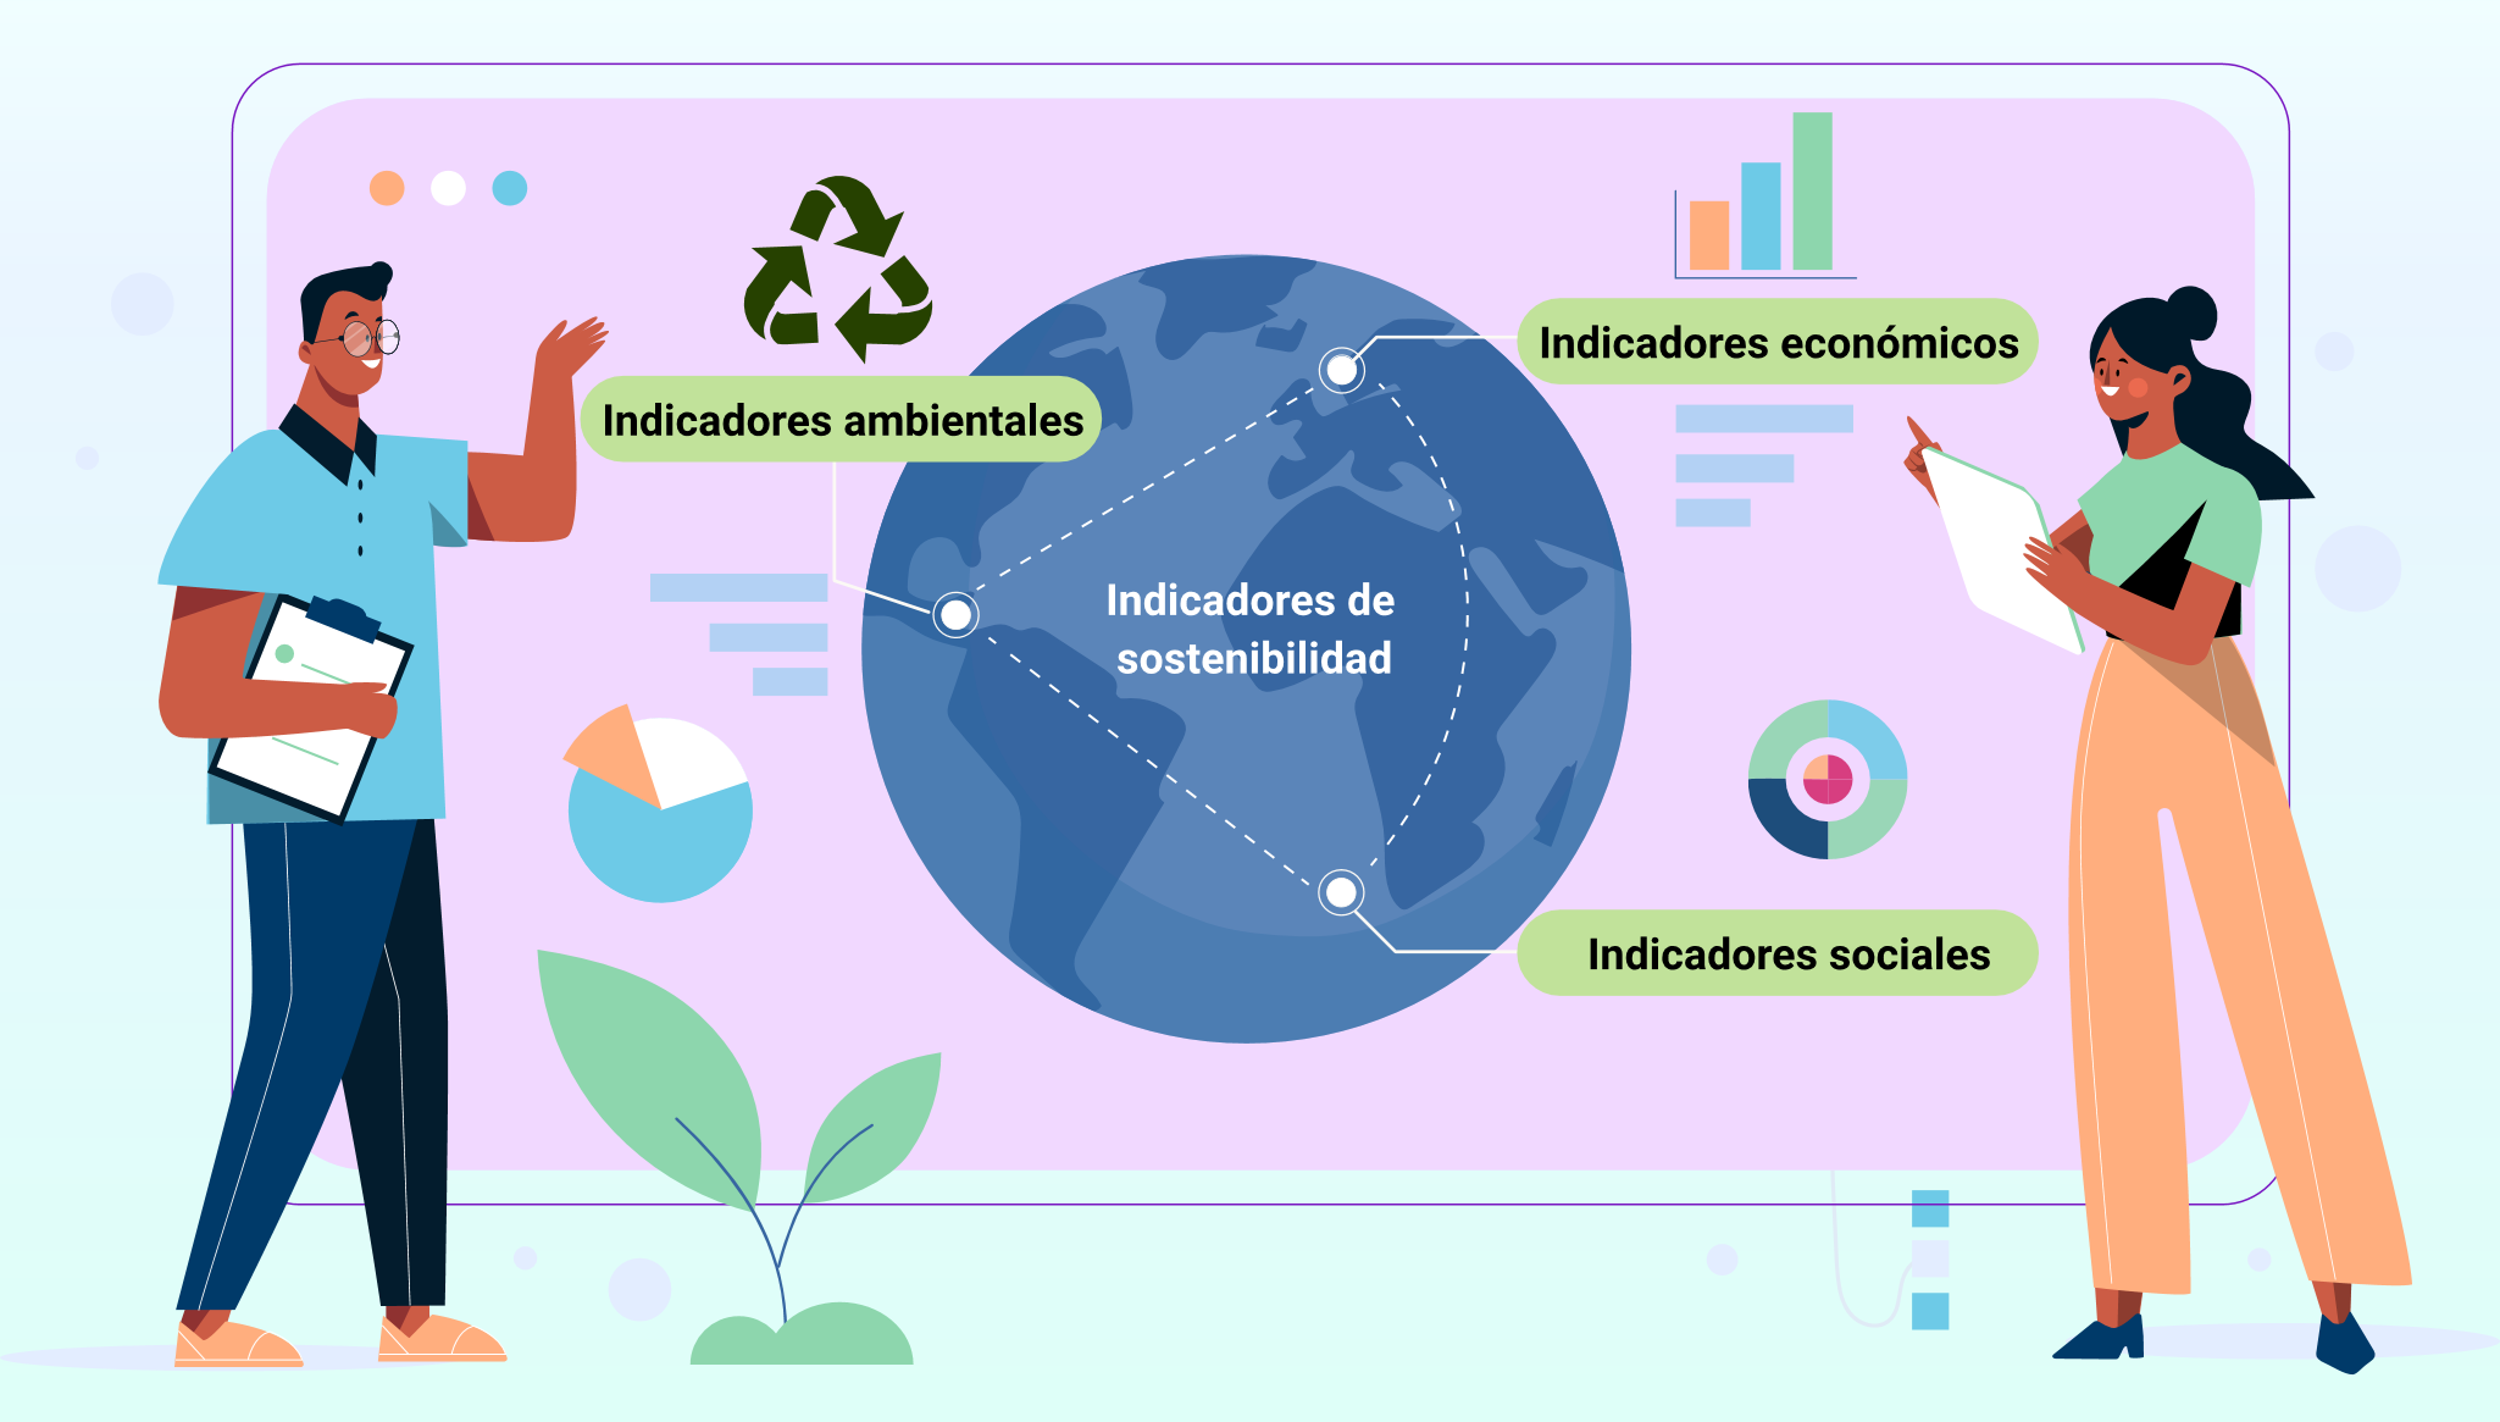 Indicadores económicos
Indicadores ambientales
Indicadores de
sostenibilidad
Indicadores sociales